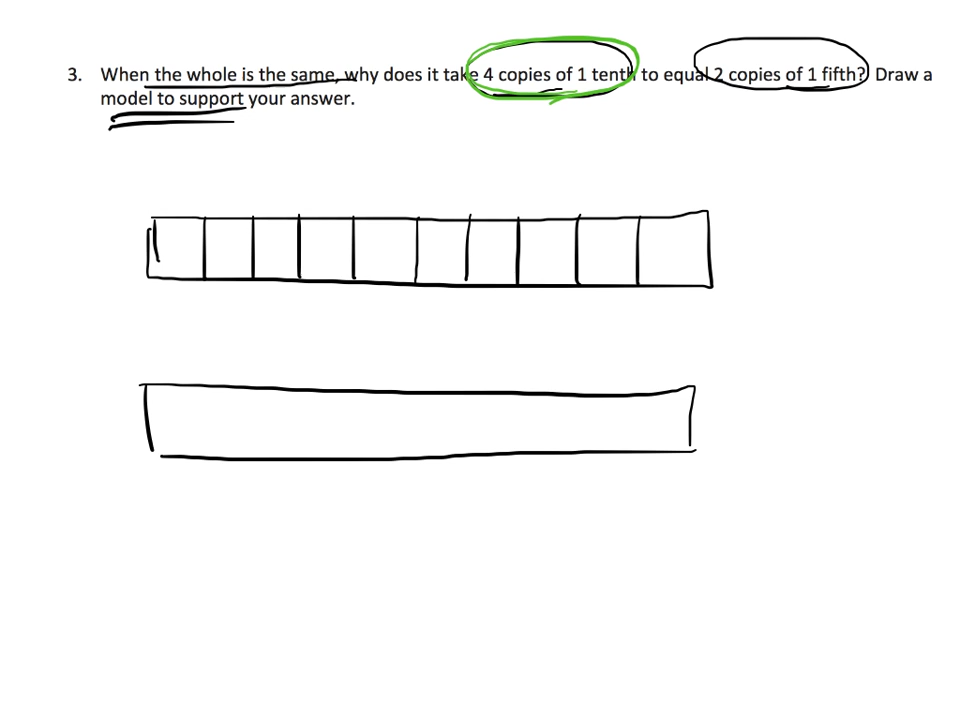 3. When the whole is the same, why does it take 4 copies of 1 tenth to equal 2 copies of 1 fifth? Draw a
model to support your answer.